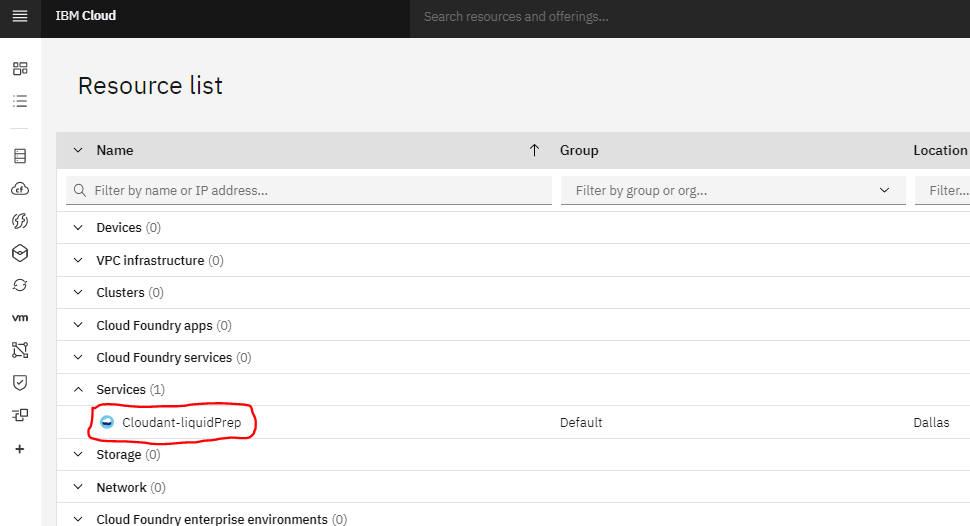 IBM Cloud Search resources and offerings...
Resource list
Name Group Location
Filter by name or IP address... Filter by group or org... Filter...
Devices (0)
VPC infrastructure (0)
Clusters (0)
Cloud Foundry apps (0)
Cloud Foundry services (0)
Services (1)
Cloudant-liquidPrep Default Dallas
Storage (0)
Network (0)
Cloud Foundry enterprise environments (0)
cf
vm